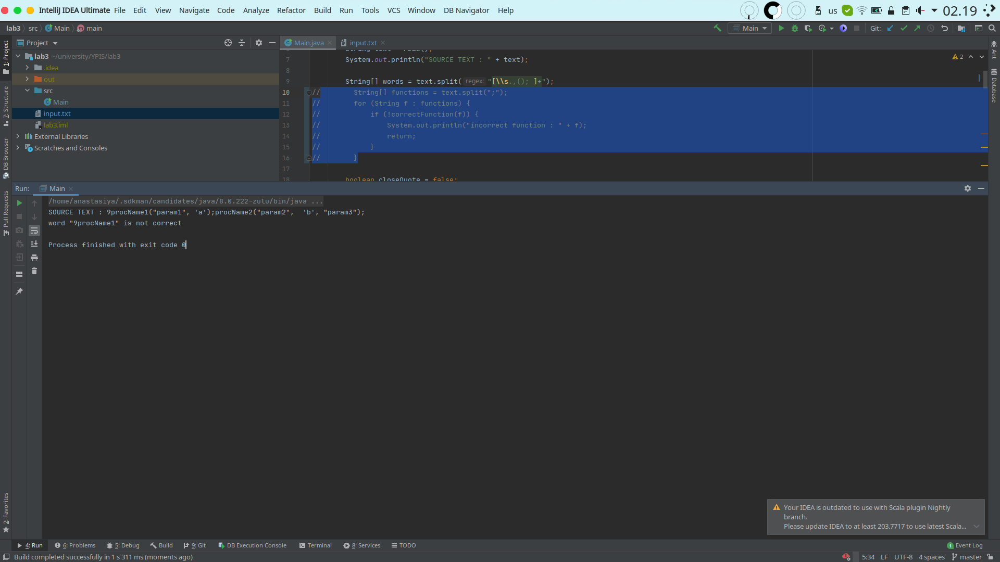 IntelliJ IDEA Ultimate File Edit View Navigate Code Analyze Refactor Build Run Tools VCS Window DB Navigator Help us 02.19
lab3 src Main main Main Git:
Project
Main.java input.txt
lab3 ~/university/YPIS/lab3
.idea
out
src
Main
input.txt
lab3.iml
External Libraries
Scratches and Consoles
1: Project
Z: Structure
DB Browser
Pull Requests
2: Favorites
Ant
Database
2
7 System.out.println("SOURCE TEXT : " + text);
8
9 String[] words = text.split( regex: "[\\s.,(); ]+");
10 // String[] functions = text.split(";");
11 // for (String f : functions) {
12 // if (!correctFunction(f)) {
13 // System.out.println("incorrect function : " + f);
14 // return;
15 // }
16 // }
17
18 boolean closeQuote = false;
Run: Main
/home/anastasiya/.sdkman/candidates/java/8.0.222-zulu/bin/java ...
SOURCE TEXT : 9procName1("param1", 'a');procName2("param2",  'b', "param3");
word "9procName1" is not correct
Process finished with exit code 0
Your IDEA is outdated to use with Scala plugin Nightly
branch.
Please update IDEA to at least 203.7717 to use latest Scala...
4: Run 6: Problems 5: Debug Build 9: Git DB Execution Console Terminal 8: Services TODO 1 Event Log
Build completed successfully in 1 s 311 ms (moments ago) 5:34 LF UTF-8 4 spaces master